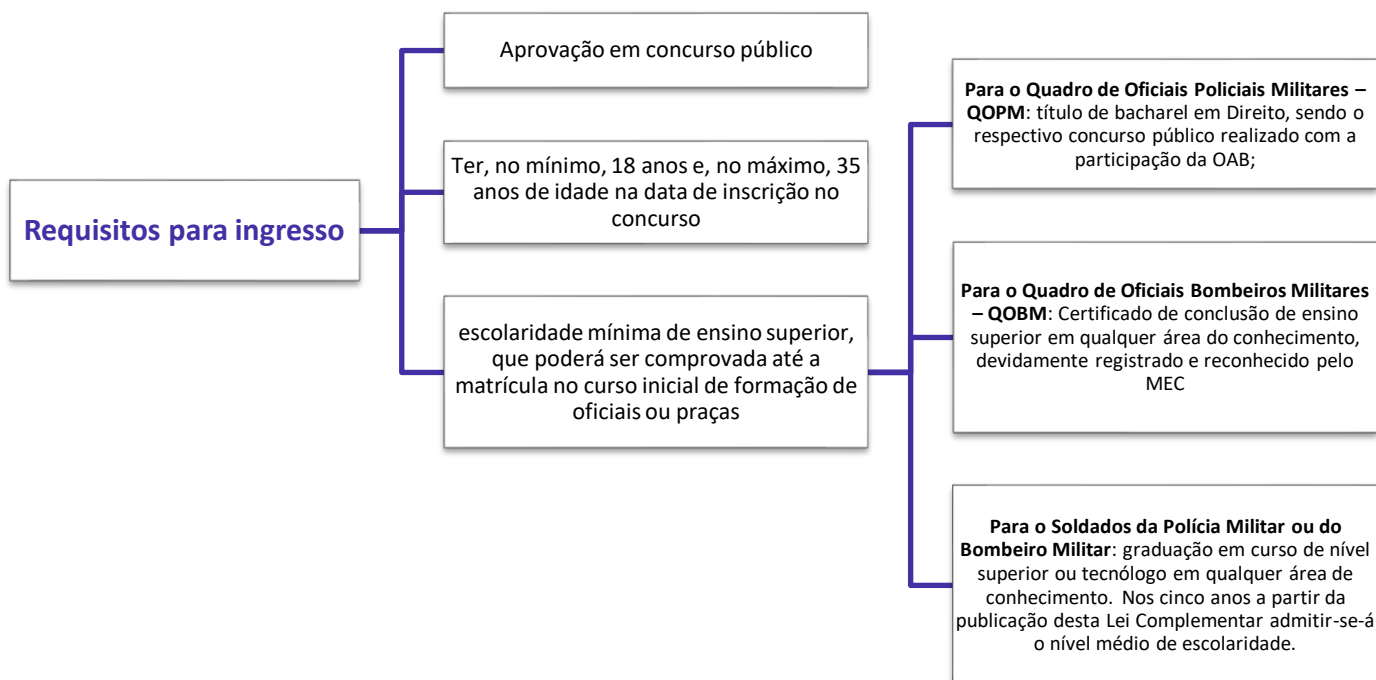 Requisitos para ingresso
Aprovação em concurso público
Ter, no mínimo, 18 anos e, no máximo, 35
anos de idade na data de inscrição no
concurso
escolaridade mínima de ensino superior,
que poderá ser comprovada até a
matrícula no curso inicial de formação de
oficiais ou praças
Para o Quadro de Oficiais Policiais Militares –
QOPM: título de bacharel em Direito, sendo o
respectivo concurso público realizado com a
participação da OAB;
Para o Quadro de Oficiais Bombeiros Militares
– QOBM: Certificado de conclusão de ensino
superior em qualquer área do conhecimento,
devidamente registrado e reconhecido pelo
MEC
Para o Soldados da Polícia Militar ou do
Bombeiro Militar: graduação em curso de nível
superior ou tecnólogo em qualquer área de
conhecimento. Nos cinco anos a partir da
publicação desta Lei Complementar admitir-se-á
o nível médio de escolaridade.